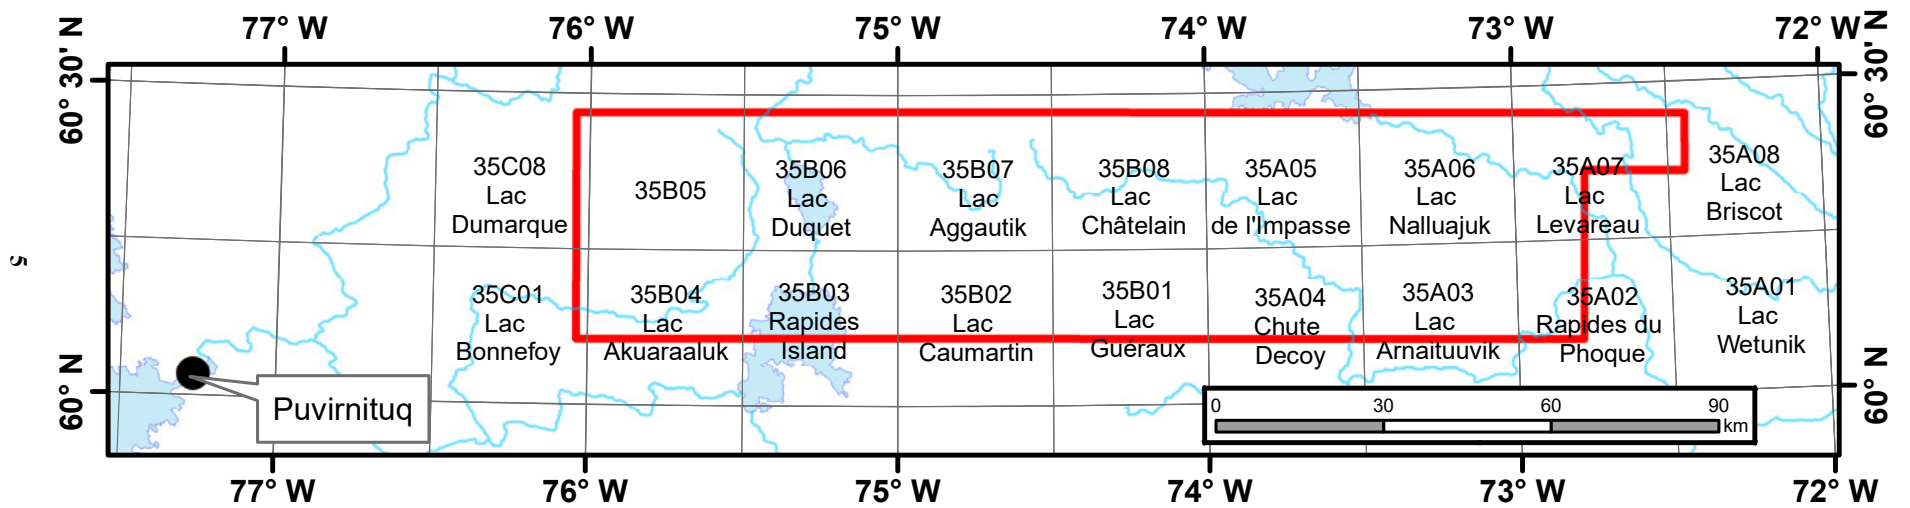 77° W 76° W 75° W 74° W 73° W 72° W
60° 30' N
60° 30' N
5
35C08
Lac
Dumarque
35B05
35B06
Lac
Duquet
35B07
Lac
Aggautik
35B08
Lac
Châtelain
35A05
Lac
de l'Impasse
35A06
Lac
Nalluajuk
35A07
Lac
Levareau
35A08
Lac
Briscot
35C01
Lac
Bonnefoy
35B04
Lac
Akuaraaluk
35B03
Rapides
Island
35B02
Lac
Caumartin
35B01
Lac
Guéraux
35A04
Chute
Decoy
35A03
Lac
Arnaituuvik
35A02
Rapides du
Phoque
35A01
Lac
Wetunik
60° N
60° N
Puvirnituq
0 30 60 90
km
77° W 76° W 75° W 74° W 73° W 72° W